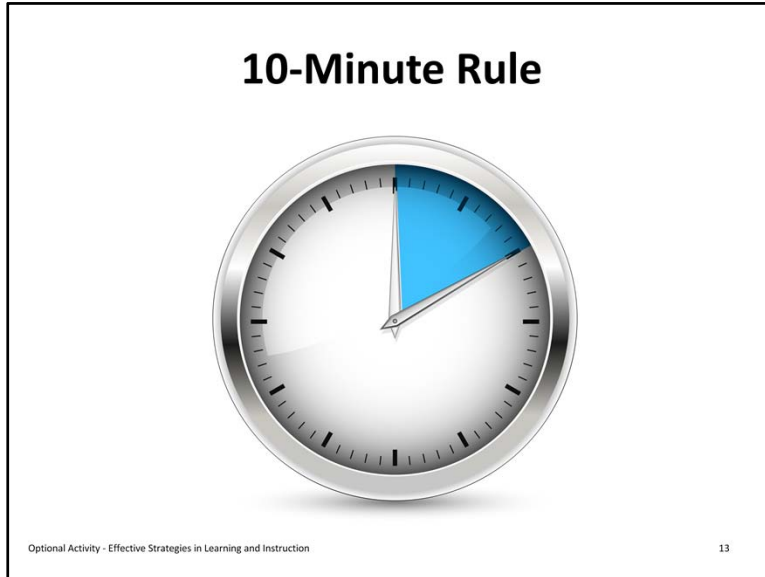 10-Minute Rule
Optional Activity - Effective Strategies in Learning and Instruction
13